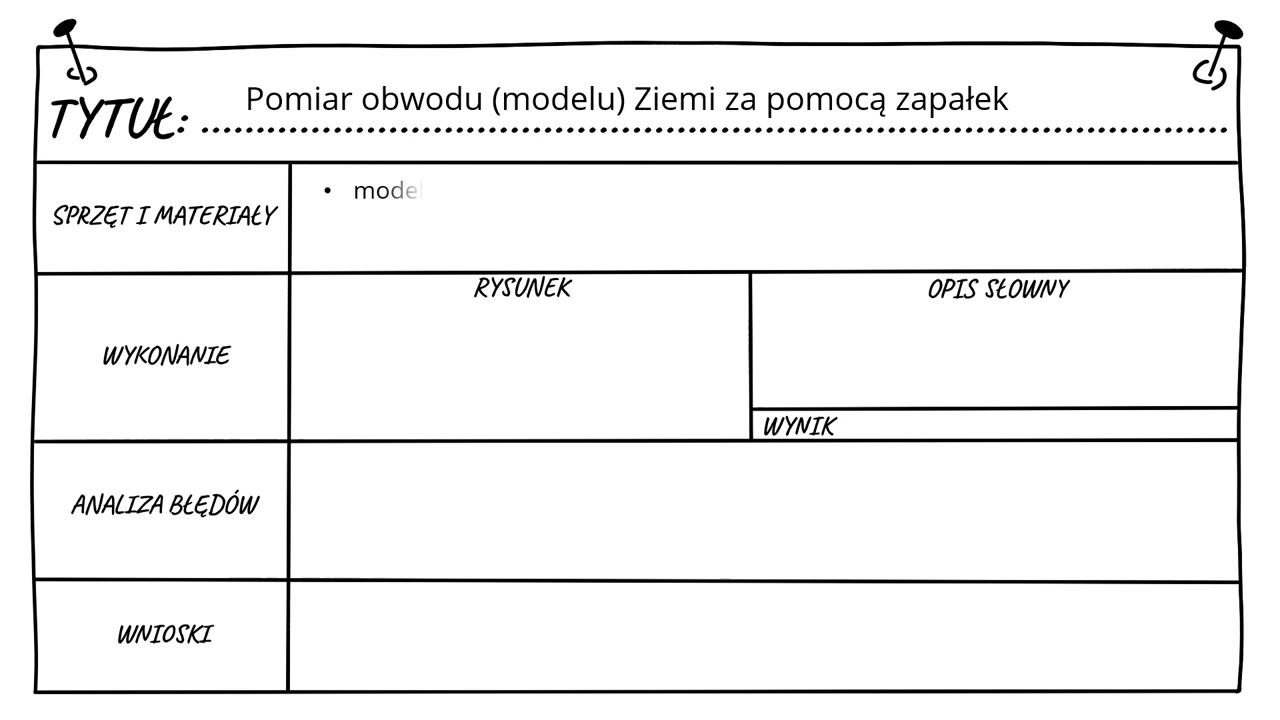 TYTUŁ: Pomiar obwodu (modelu) Ziemi za pomocą zapałek
SPRZĘT I MATERIAŁY
• model
WYKONANIE
RYSUNEK
OPIS SŁOWNY
WYNIK
ANALIZA BŁĘDÓW
WNIOSKI